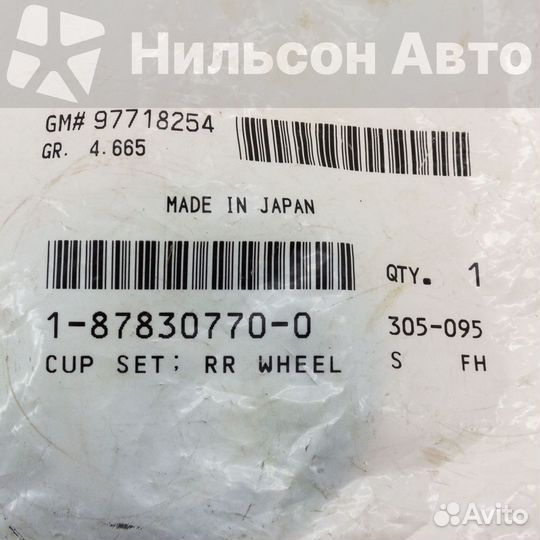 Нильсон Авто
GM# 97718254
GR. 4.665
MADE IN JAPAN
QTY. 1
1-87830770-0 305-095
CUP SET; RR WHEEL S FH
Avito